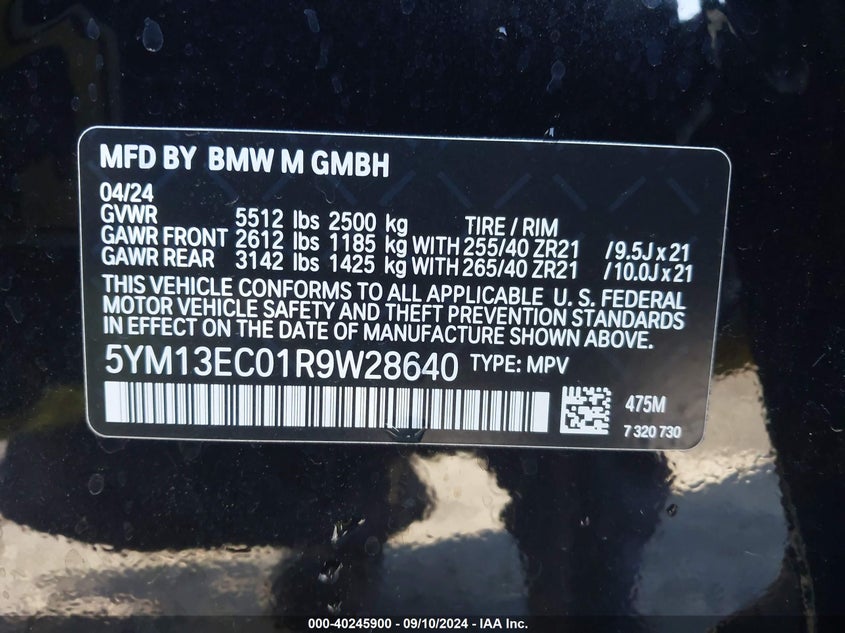 MFD BY BMW M GMBH
04/24
GVWR 5512 lbs 2500 kg TIRE / RIM
GAWR FRONT 2612 lbs 1185 kg WITH 255/40 ZR21 / 9.5J x 21
GAWR REAR 3142 lbs 1425 kg WITH 265/40 ZR21 / 10.0J x 21
THIS VEHICLE CONFORMS TO ALL APPLICABLE U. S. FEDERAL
MOTOR VEHICLE SAFETY AND THEFT PREVENTION STANDARDS
IN EFFECT ON THE DATE OF MANUFACTURE SHOWN ABOVE.
5YM13EC01R9W28640 TYPE: MPV
475M
7 320 730
000-40245900 - 09/10/2024 - IAA Inc.